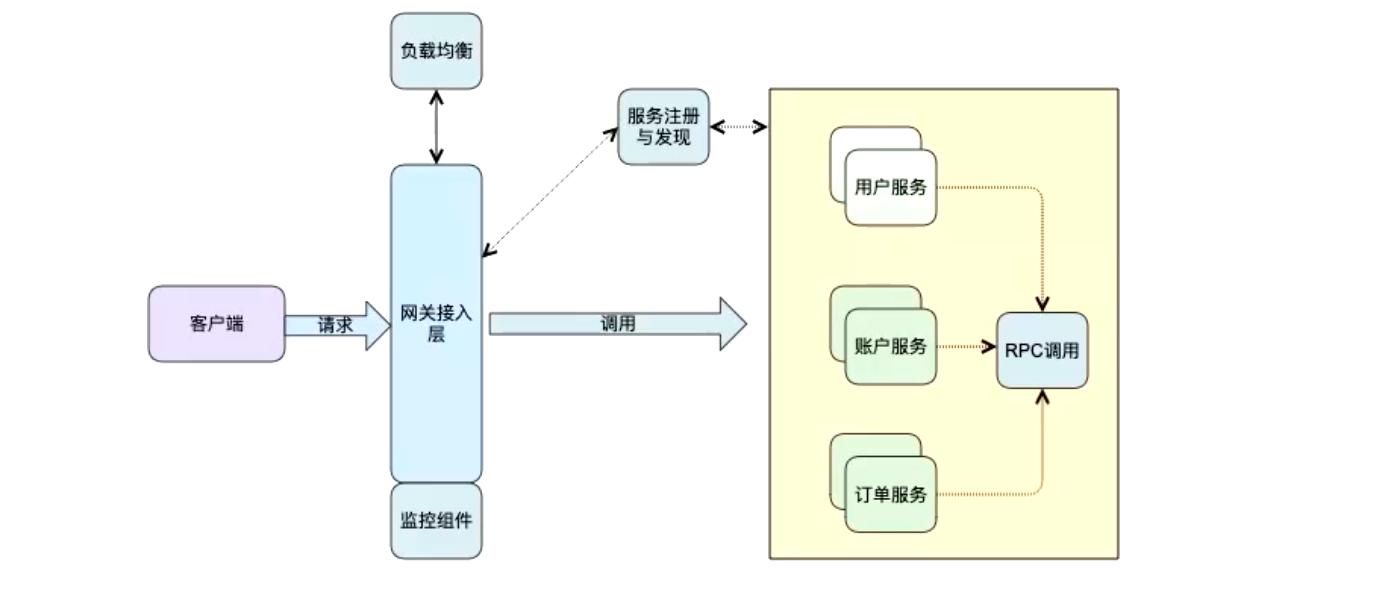 负载均衡
服务注册
与发现
用户服务
客户端
请求
网关接入
层
调用
账户服务
RPC调用
订单服务
监控组件